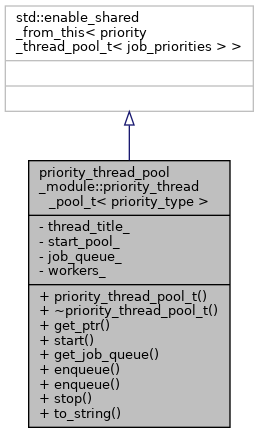 std::enable_shared
_from_this< priority
_thread_pool_t< job_priorities > >
priority_thread_pool
_module::priority_thread
_pool_t< priority_type >
- thread_title_
- start_pool_
- job_queue_
- workers_
+ priority_thread_pool_t()
+ ~priority_thread_pool_t()
+ get_ptr()
+ start()
+ get_job_queue()
+ enqueue()
+ enqueue()
+ stop()
+ to_string()